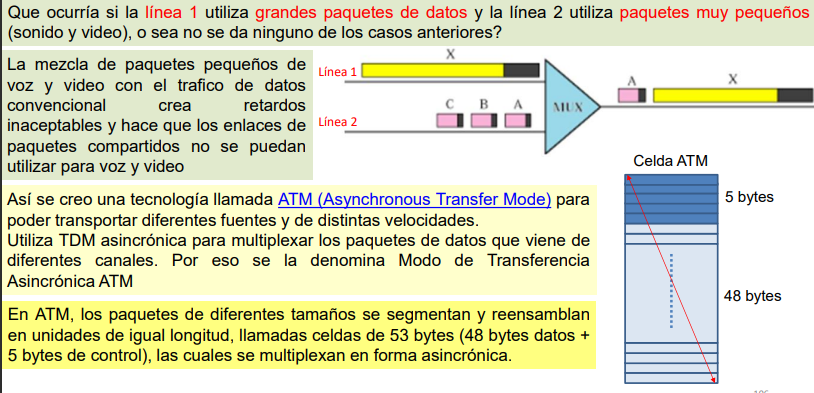 Que ocurría si la línea 1 utiliza grandes paquetes de datos y la línea 2 utiliza paquetes muy pequeños
(sonido y video), o sea no se da ninguno de los casos anteriores?
La mezcla de paquetes pequeños de
voz y video con el trafico de datos
convencional crea retardos
inaceptables y hace que los enlaces de
paquetes compartidos no se puedan
utilizar para voz y video
X
Línea 1
C B A
Línea 2
MUX
A X
Así se creo una tecnología llamada ATM (Asynchronous Transfer Mode) para
poder transportar diferentes fuentes y de distintas velocidades.
Utiliza TDM asincrónica para multiplexar los paquetes de datos que viene de
diferentes canales. Por eso se la denomina Modo de Transferencia
Asincrónica ATM
En ATM, los paquetes de diferentes tamaños se segmentan y reensamblan
en unidades de igual longitud, llamadas celdas de 53 bytes (48 bytes datos +
5 bytes de control), las cuales se multiplexan en forma asincrónica.
Celda ATM
5 bytes
48 bytes